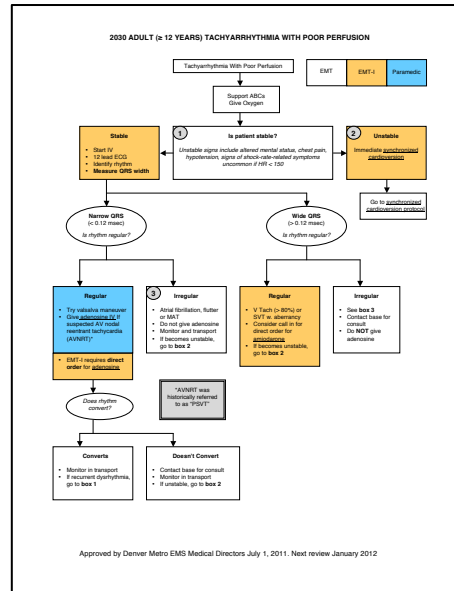 2030 ADULT (≥ 12 YEARS) TACHYARRHYTHMIA WITH POOR PERFUSION
Tachyarrhythmia With Poor Perfusion
EMT
EMT-I
Paramedic
Support ABCs
Give Oxygen
Stable
• Start IV
• 12 lead ECG
• Identify rhythm
• Measure QRS width
1
Is patient stable?
Unstable signs include altered mental status, chest pain,
hypotension, signs of shock-rate-related symptoms
uncommon if HR < 150
2
Unstable
Immediate synchronized
cardioversion
Go to synchronized
cardioversion protocol
Narrow QRS
(< 0.12 msec)
Is rhythm regular?
Wide QRS
(> 0.12 msec)
Is rhythm regular?
Regular
• Try valsalva maneuver
• Give adenosine IV if
suspected AV nodal
reentrant tachycardia
(AVNRT)*
• EMT-I requires direct
order for adenosine
3
Irregular
• Atrial fibrillation, flutter
or MAT
• Do not give adenosine
• Monitor and transport
• If becomes unstable,
go to box 2
Regular
• V Tach (> 80%) or
SVT w. aberrancy
• Consider call in for
direct order for
amiodarone
• If becomes unstable,
go to box 2
Irregular
• See box 3
• Contact base for
consult
• Do NOT give
adenosine
Does rhythm
convert?
*AVNRT was
historically referred
to as "PSVT"
Converts
• Monitor in transport
• If recurrent dysrhythmia,
go to box 1
Doesn't Convert
• Contact base for consult
• Monitor in transport
• If unstable, go to box 2
Approved by Denver Metro EMS Medical Directors July 1, 2011. Next review January 2012